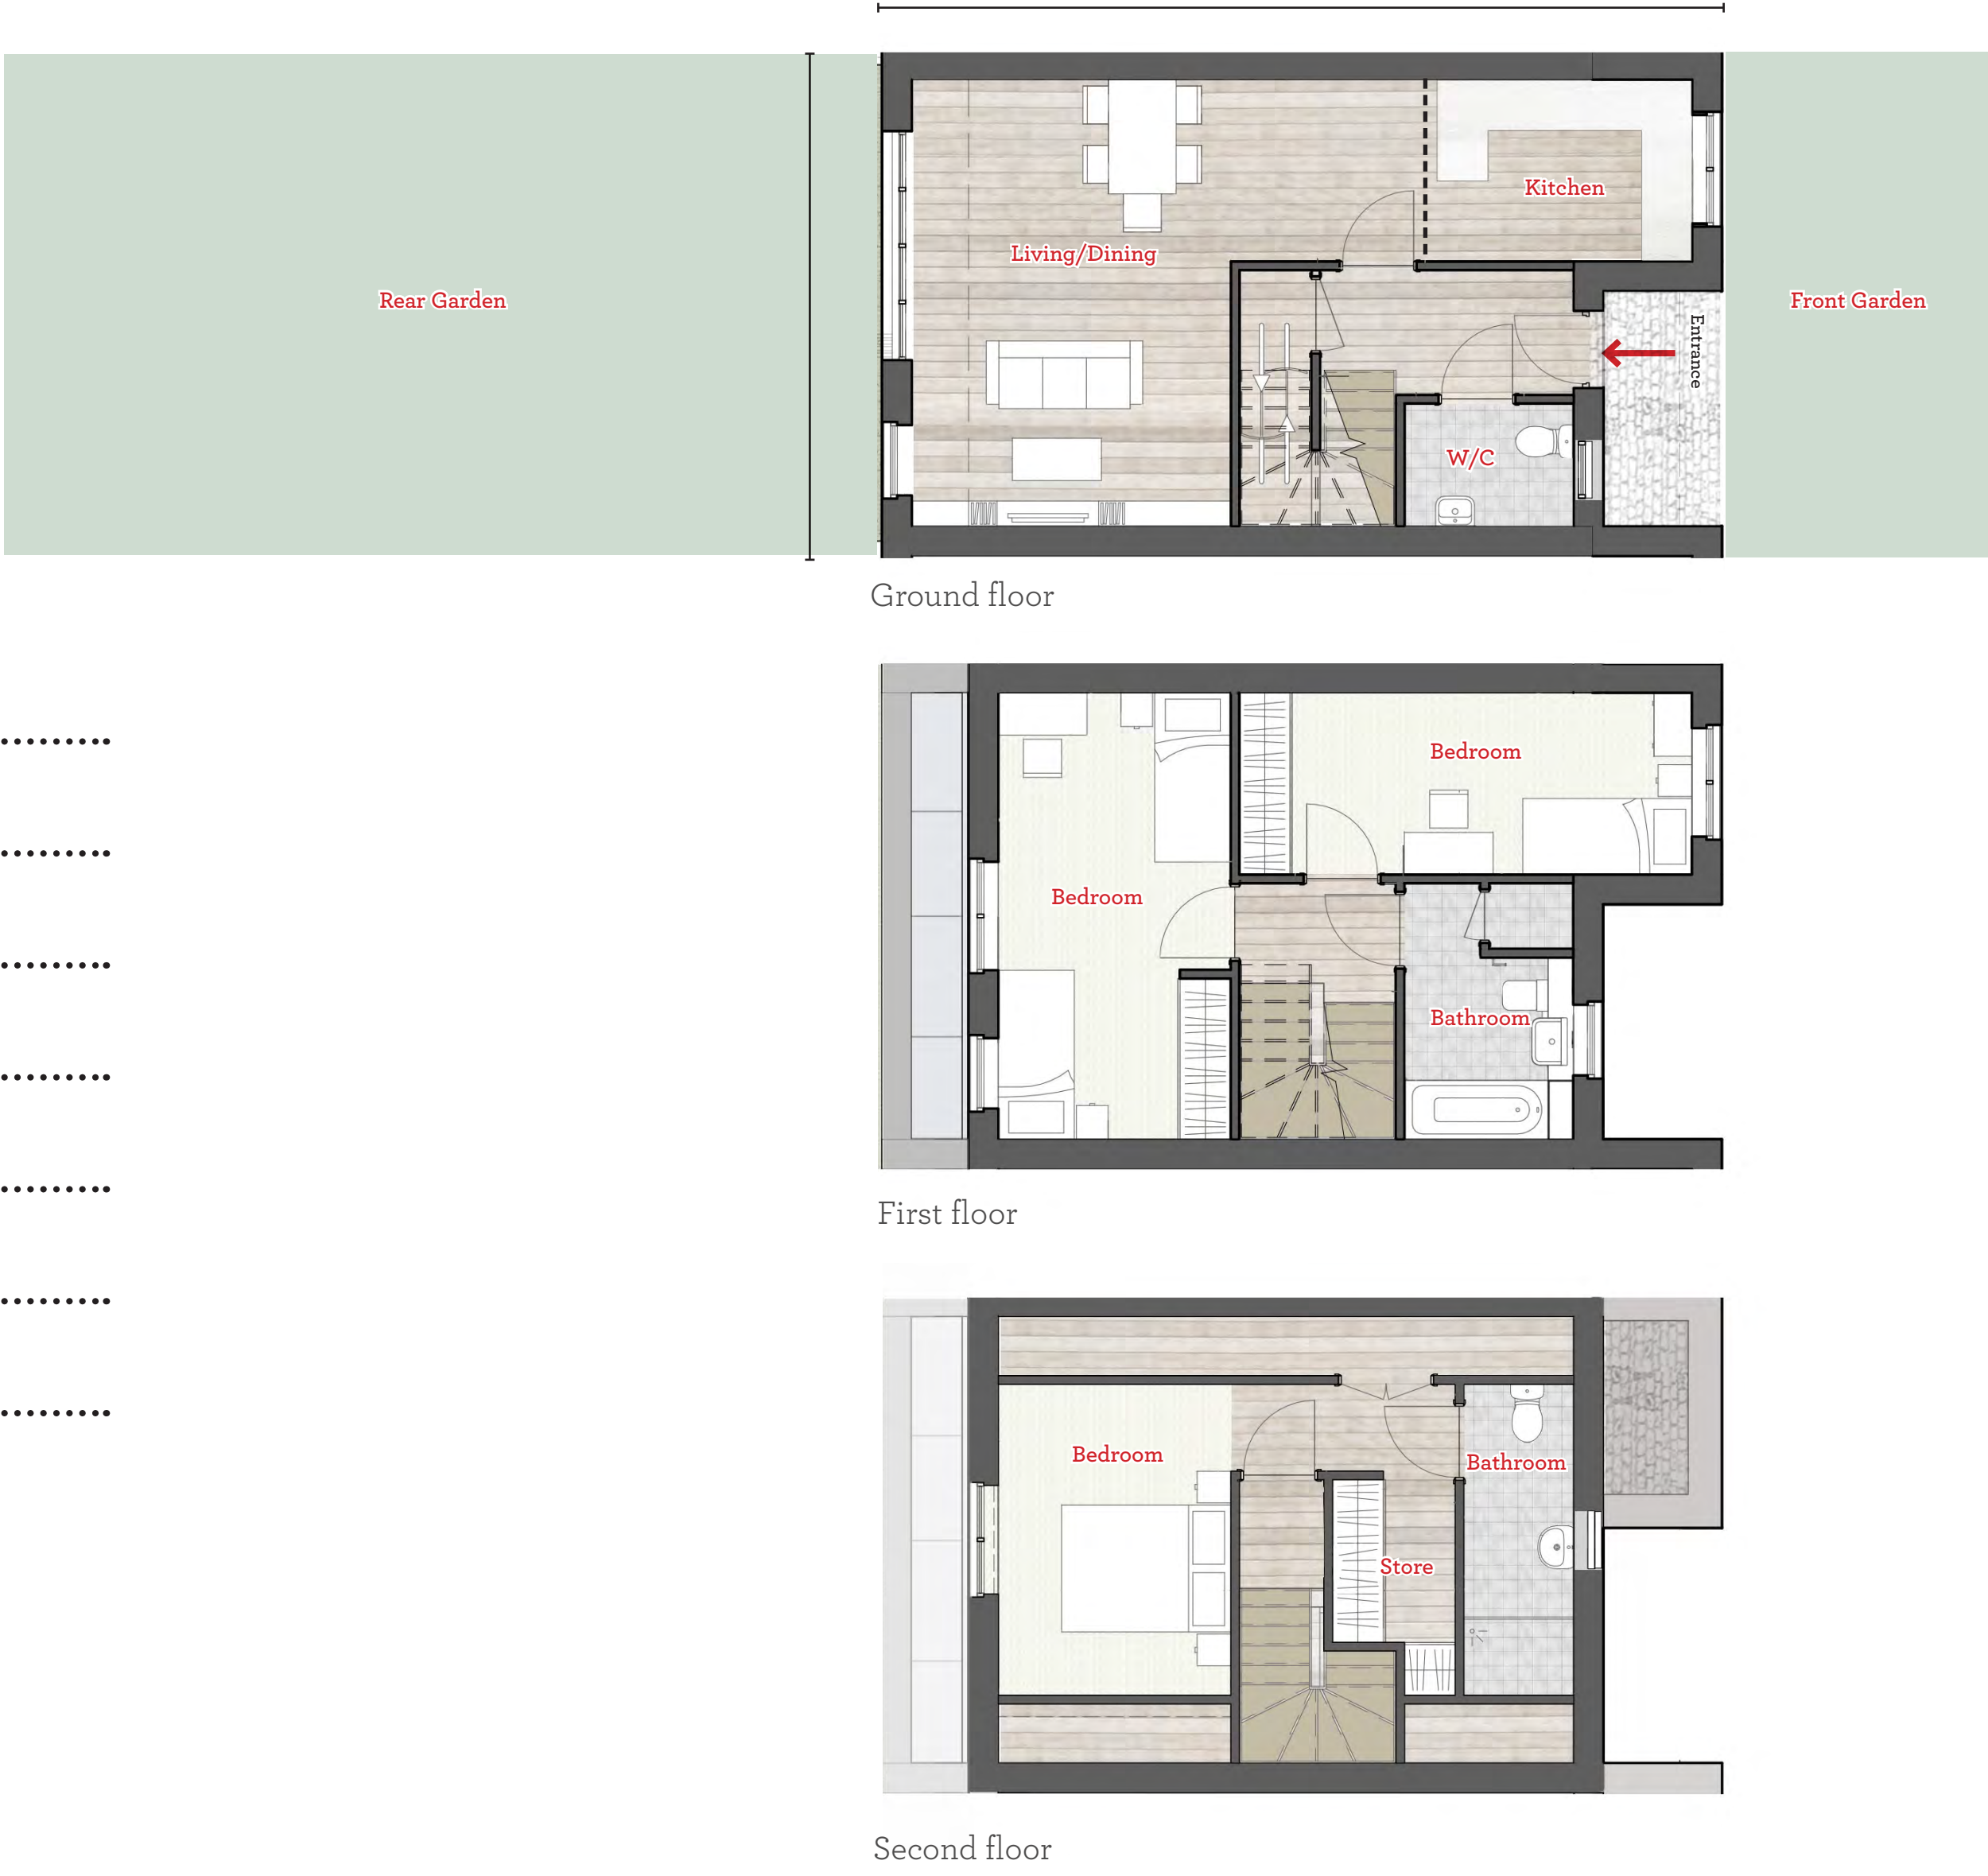 Kitchen
Living/Dining
Rear Garden
Front Garden
Entrance
W/C
Ground floor
Bedroom
Bedroom
Bathroom
First floor
Bedroom
Bathroom
Store
Second floor